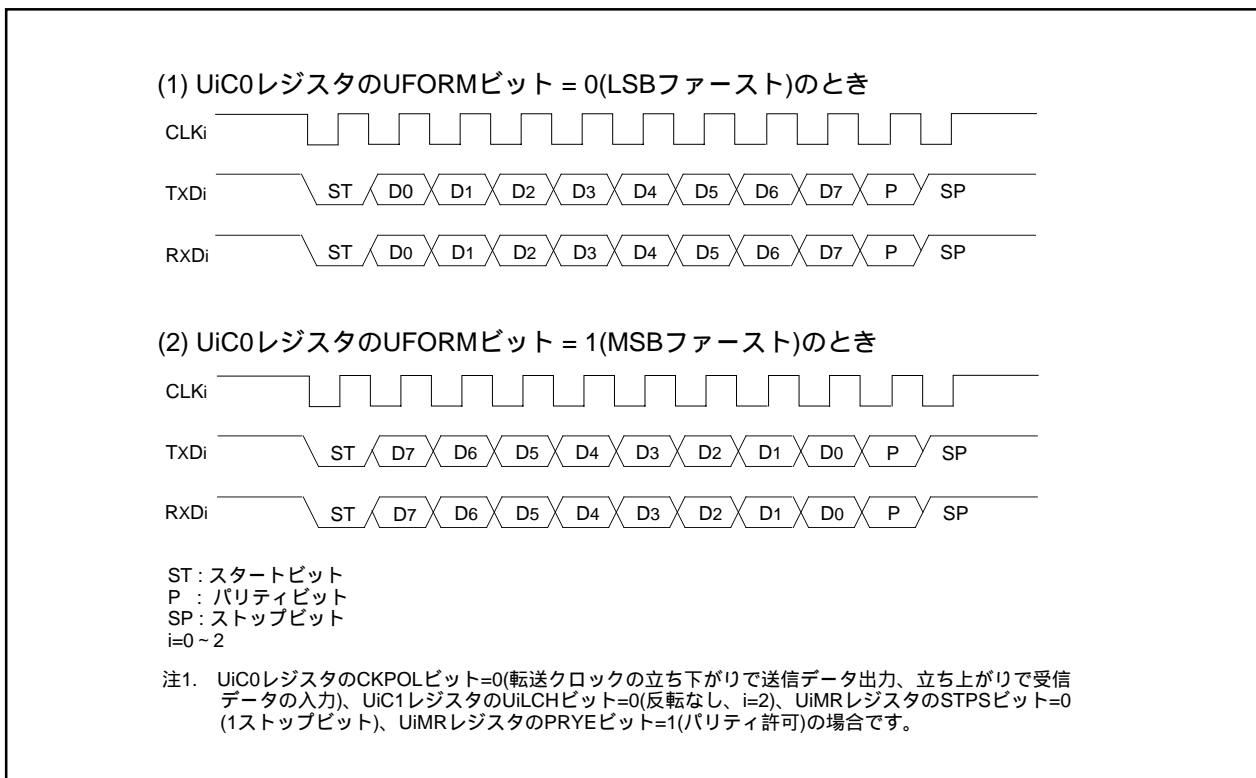 (1) UiC0レジスタのUFORMビット = 0(LSBファースト)のとき
CLKi
TxDi ST D0 D1 D2 D3 D4 D5 D6 D7 P SP
RxDi ST D0 D1 D2 D3 D4 D5 D6 D7 P SP
(2) UiC0レジスタのUFORMビット = 1(MSBファースト)のとき
CLKi
TxDi ST D7 D6 D5 D4 D3 D2 D1 D0 P SP
RxDi ST D7 D6 D5 D4 D3 D2 D1 D0 P SP
ST : スタートビット
P : パリティビット
SP : ストップビット
i=0 ~ 2
注1. UiC0レジスタのCKPOLビット=0(転送クロックの立ち下がりで送信データ出力、立ち上がりで受信
データの入力)、UiC1レジスタのUiLCHビット=0(反転なし、i=2)、UiMRレジスタのSTPSビット=0
(1ストップビット)、UiMRレジスタのPRYEビット=1(パリティ許可)の場合です。